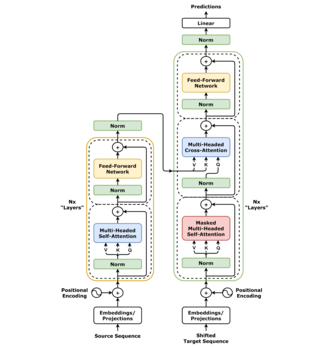 Predictions
Linear
Norm
Feed-Forward
Network
Norm
Multi-Headed
Cross-Attention
V K Q
Norm
Masked
Multi-Headed
Self-Attention
V K Q
Norm
Nx
"Layers"
Positional
Encoding
Embeddings/
Projections
Shifted
Target Sequence
Norm
Feed-Forward
Network
Norm
Multi-Headed
Self-Attention
V K Q
Norm
Nx
"Layers"
Positional
Encoding
Embeddings/
Projections
Source Sequence